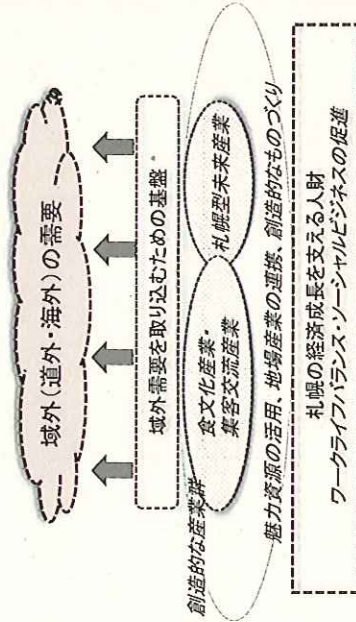 域外(道外・海外)の需要
域外需要を取り込むための基盤
創造的な産業群
食文化産業・
集客交流産業
札幌型未来産業
魅力資源の活用、地場産業の連携、創造的なものづくり
札幌の経済成長を支える人財
ワークライフバランス・ソーシャルビジネスの促進